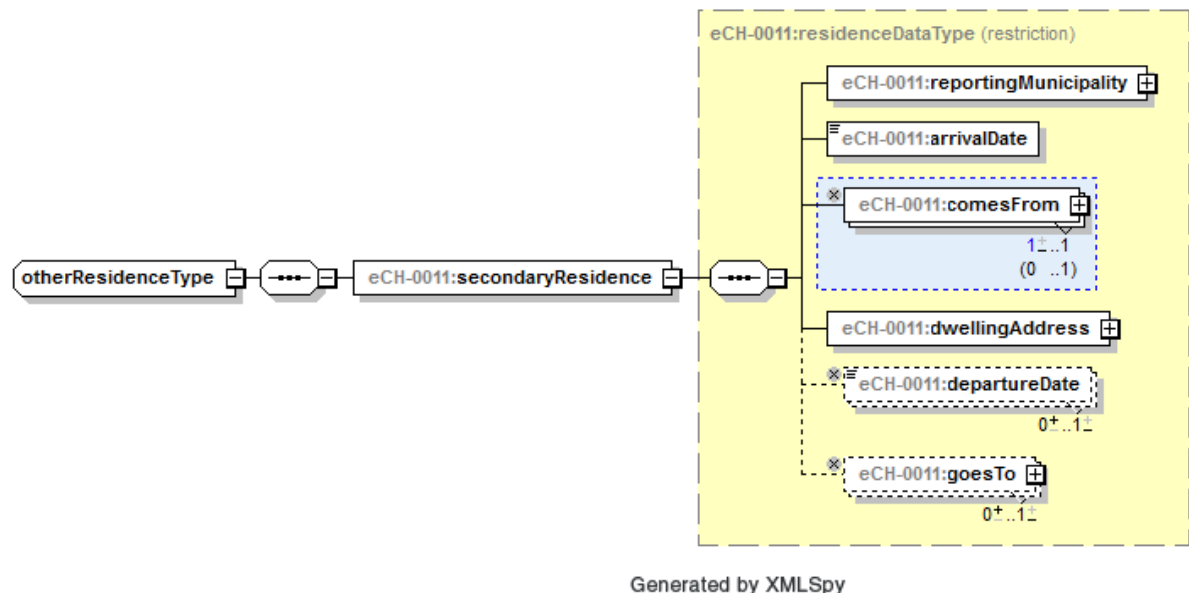 eCH-0011:residenceDataType (restriction)
eCH-0011:reportingMunicipality
eCH-0011:arrivalDate
eCH-0011:comesFrom
1±..1
(0 ..1)
otherResidenceType
eCH-0011:secondaryResidence
eCH-0011:dwellingAddress
eCH-0011:departureDate
0±..1±
eCH-0011:goesTo
0±..1±
Generated by XMLSpy